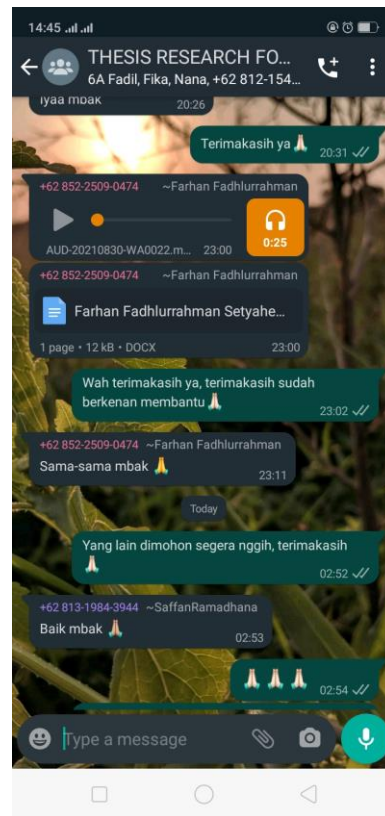 14:45
THESIS RESEARCH FO...
6A Fadil, Fika, Nana, +62 812-154...
Iyaa mbak
20:26
Terimakasih ya 🙏🏻
20:31
+62 852-2509-0474 ~Farhan Fadhlurrahman
0:25
AUD-20210830-WA0022.m... 23:00
+62 852-2509-0474 ~Farhan Fadhlurrahman
Farhan Fadhlurrahman Setyahe...
1 page • 12 kB • DOCX 23:00
Wah terimakasih ya, terimakasih sudah
berkenan membantu 🙏🏻
23:02
+62 852-2509-0474 ~Farhan Fadhlurrahman
Sama-sama mbak 🙏
23:11
Today
Yang lain dimohon segera nggih, terimakasih
🙏🏻
02:52
+62 813-1984-3944 ~SaffanRamadhana
Baik mbak 🙏🏻
02:53
🙏🏻 🙏🏻 🙏🏻
02:54
Type a message